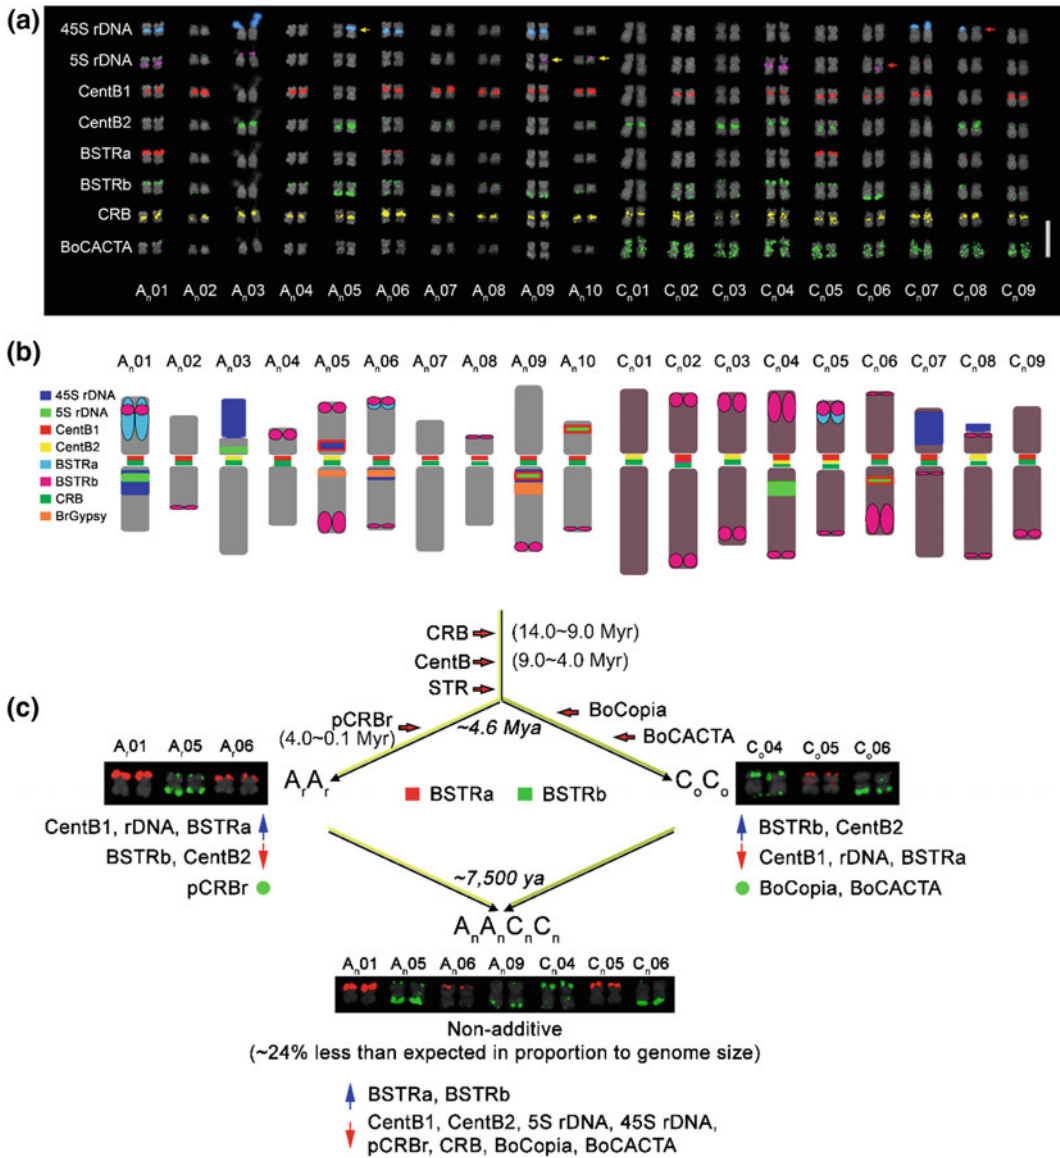 (a)
45S rDNA
5S rDNA
CentB1
CentB2
BSTRa
BSTRb
CRB
BoCACTA
An01 An02 An03 An04 An05 An06 An07 An08 An09 An10 Cn01 Cn02 Cn03 Cn04 Cn05 Cn06 Cn07 Cn08 Cn09
(b)
An01 An02 An03 An04 An05 An06 An07 An08 An09 An10 Cn01 Cn02 Cn03 Cn04 Cn05 Cn06 Cn07 Cn08 Cn09
45S rDNA
5S rDNA
CentB1
CentB2
BSTRa
BSTRb
CRB
BrGypsy
(c)
CRB (14.0~9.0 Myr)
CentB (9.0~4.0 Myr)
STR
pCRBr
(4.0~0.1 Myr)
~4.6 Mya
BoCopia
BoCACTA
Ar01 Ar05 Ar06
ArAr
BSTRa BSTRb
CoCo
Co04 Co05 Co06
CentB1, rDNA, BSTRa
BSTRb, CentB2
pCRBr
BSTRb, CentB2
CentB1, rDNA, BSTRa
BoCopia, BoCACTA
~7,500 ya
AnAnCnCn
An01 An05 An06 An09 Cn04 Cn05 Cn06
Non-additive
(~24% less than expected in proportion to genome size)
BSTRa, BSTRb
CentB1, CentB2, 5S rDNA, 45S rDNA,
pCRBr, CRB, BoCopia, BoCACTA